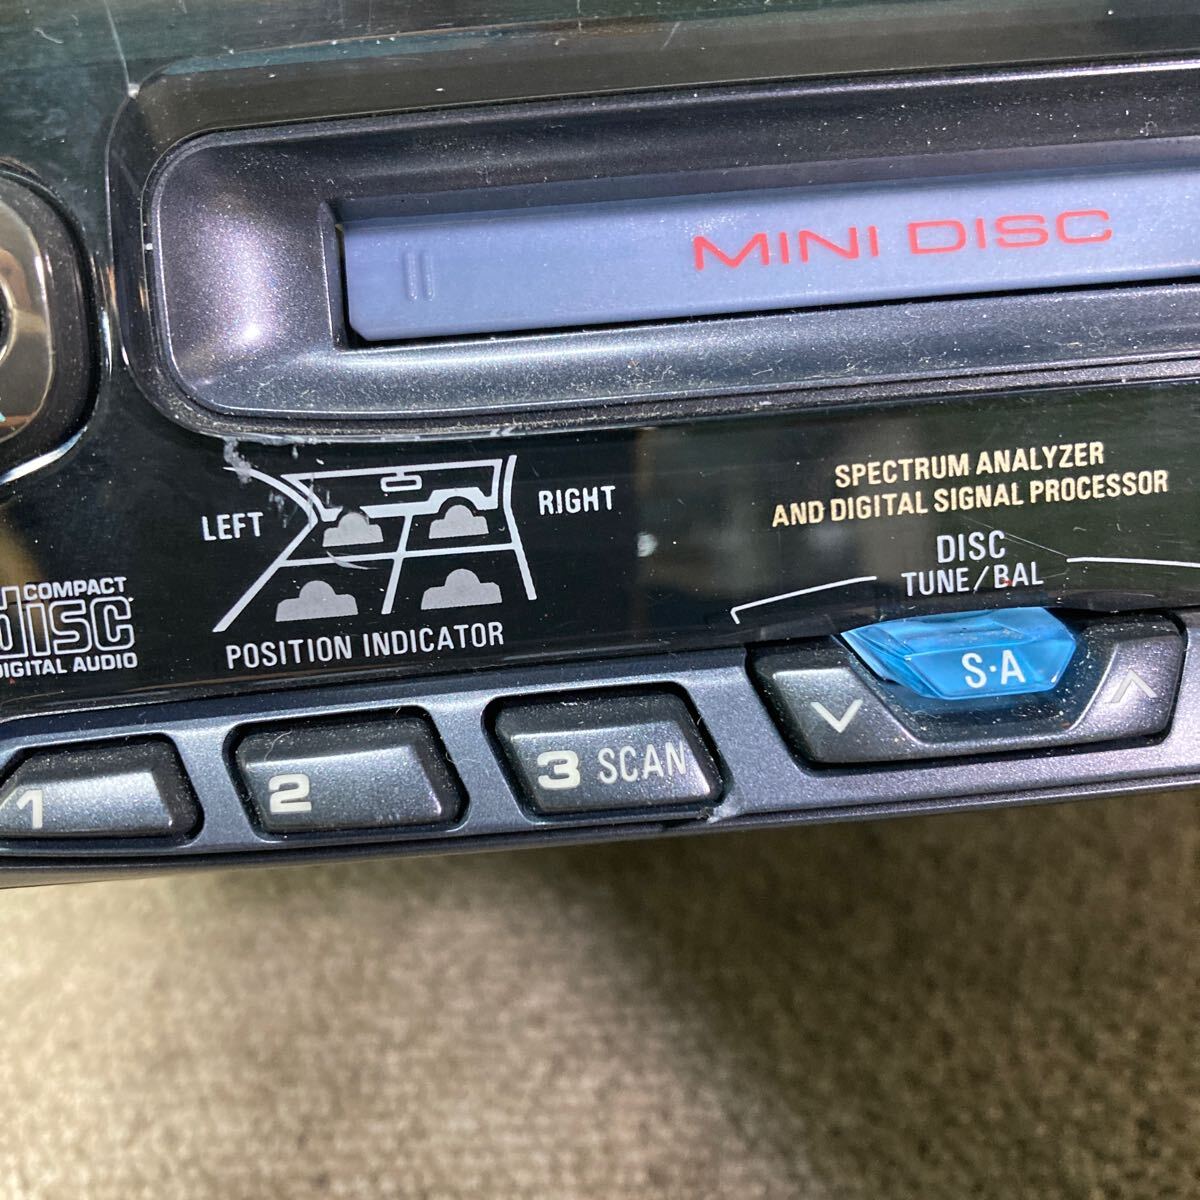 MINI DISC
SPECTRUM ANALYZER
AND DIGITAL SIGNAL PROCESSOR
LEFT
RIGHT
DISC
TUNE/BAL
COMPACT
disc
DIGITAL AUDIO
POSITION INDICATOR
S·A
1
2
3 SCAN